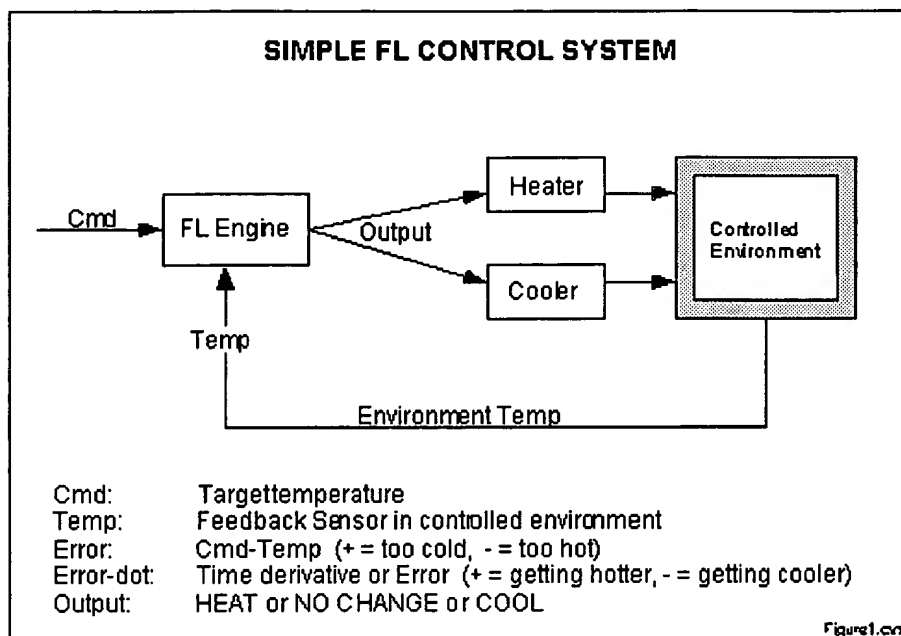 SIMPLE FL CONTROL SYSTEM
Cmd
FL Engine
Output
Heater
Cooler
Controlled
Environment
Temp
Environment Temp
Cmd: Targettemperature
Temp: Feedback Sensor in controlled environment
Error: Cmd-Temp (+ = too cold, - = too hot)
Error-dot: Time derivative or Error (+ = getting hotter, - = getting cooler)
Output: HEAT or NO CHANGE or COOL